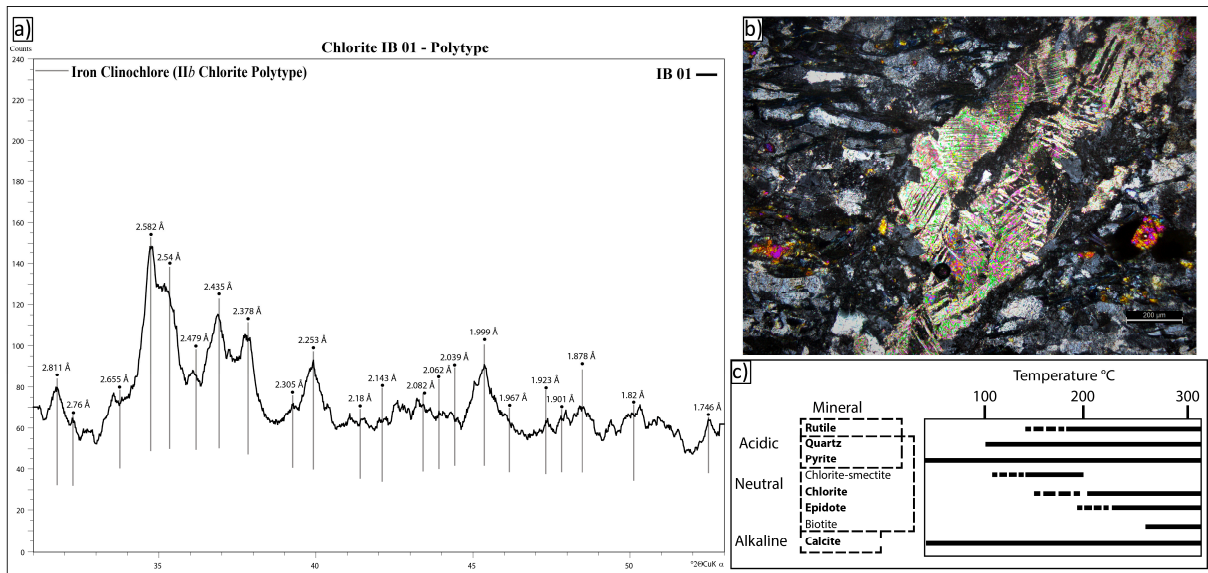 a)
Counts
Chlorite IB 01 - Polytype
Iron Clinochlore (IIb Chlorite Polytype)
IB 01
240
220
200
180
160
140
120
100
80
60
40
20
0
2.811 Å
2.76 Å
2.655 Å
2.582 Å
2.54 Å
2.479 Å
2.435 Å
2.378 Å
2.305 Å
2.253 Å
2.18 Å
2.143 Å
2.082 Å
2.062 Å
2.039 Å
1.999 Å
1.967 Å
1.923 Å
1.901 Å
1.878 Å
1.82 Å
1.746 Å
35
40
45
50
°2ΘCuK α
b)
200 µm
c)
Temperature °C
Mineral
100
200
300
Acidic
Neutral
Alkaline
Rutile
Quartz
Pyrite
Chlorite-smectite
Chlorite
Epidote
Biotite
Calcite